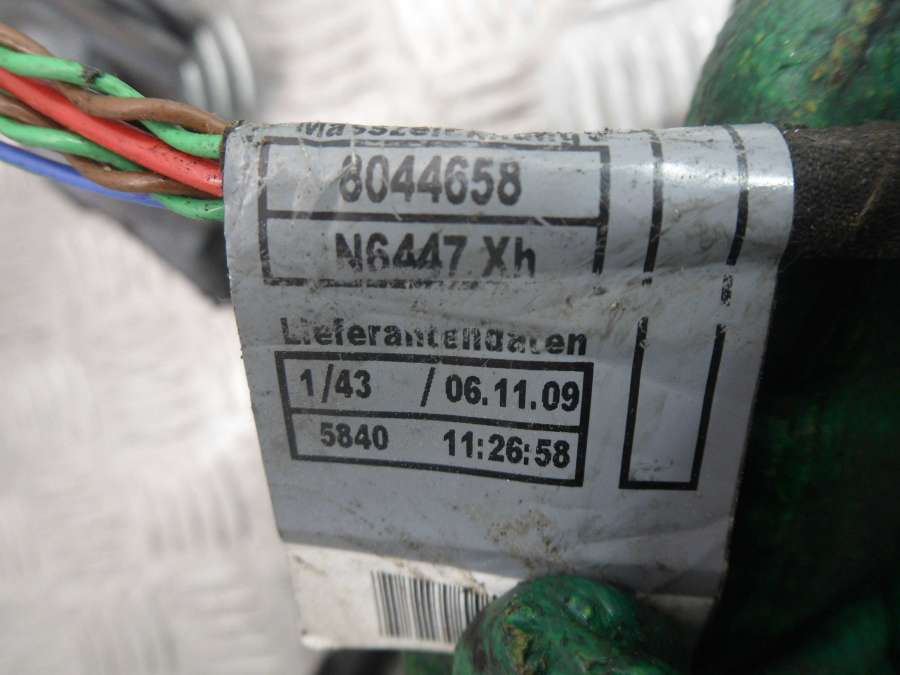 8044658
N6447 Xh
Lieferantendaten
1/43 / 06.11.09
5840 11:26:58